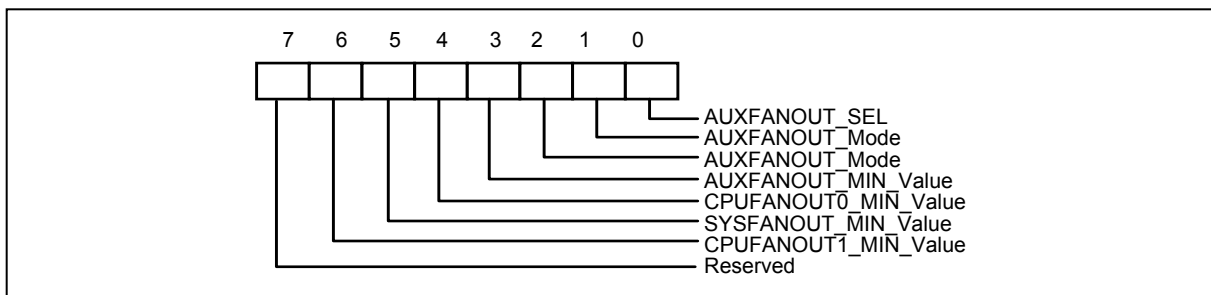 7 6 5 4 3 2 1 0
AUXFANOUT_SEL
AUXFANOUT_Mode
AUXFANOUT_Mode
AUXFANOUT_MIN_Value
CPUFANOUT0_MIN_Value
SYSFANOUT_MIN_Value
CPUFANOUT1_MIN_Value
Reserved